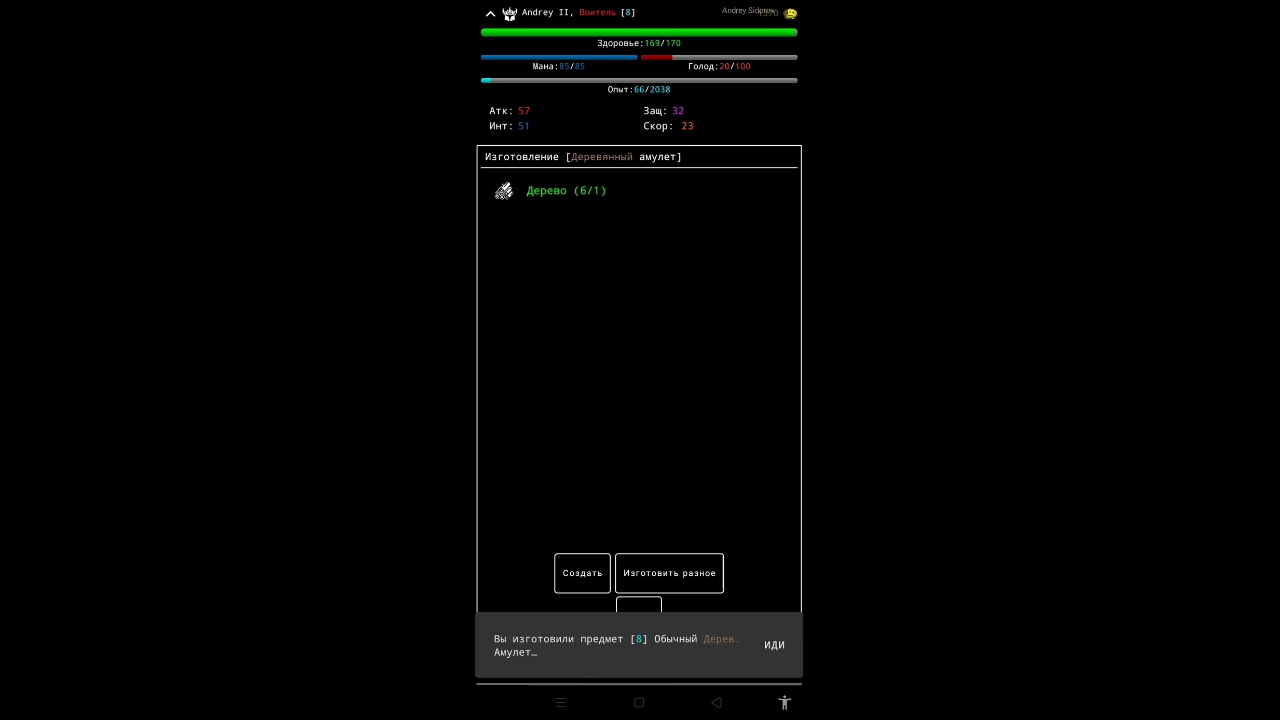 Andrey II, Воитель [8]
Andrey Sidorov
Здоровье:169/170
Мана:85/85
Голод:20/100
Опыт:66/2038
Атк: 57
Защ: 32
Инт: 51
Скор: 23
Изготовление [Деревянный амулет]
Дерево (6/1)
Создать
Изготовить разное
Вы изготовили предмет [8] Обычный Дерев.
Амулет…
ИДИ